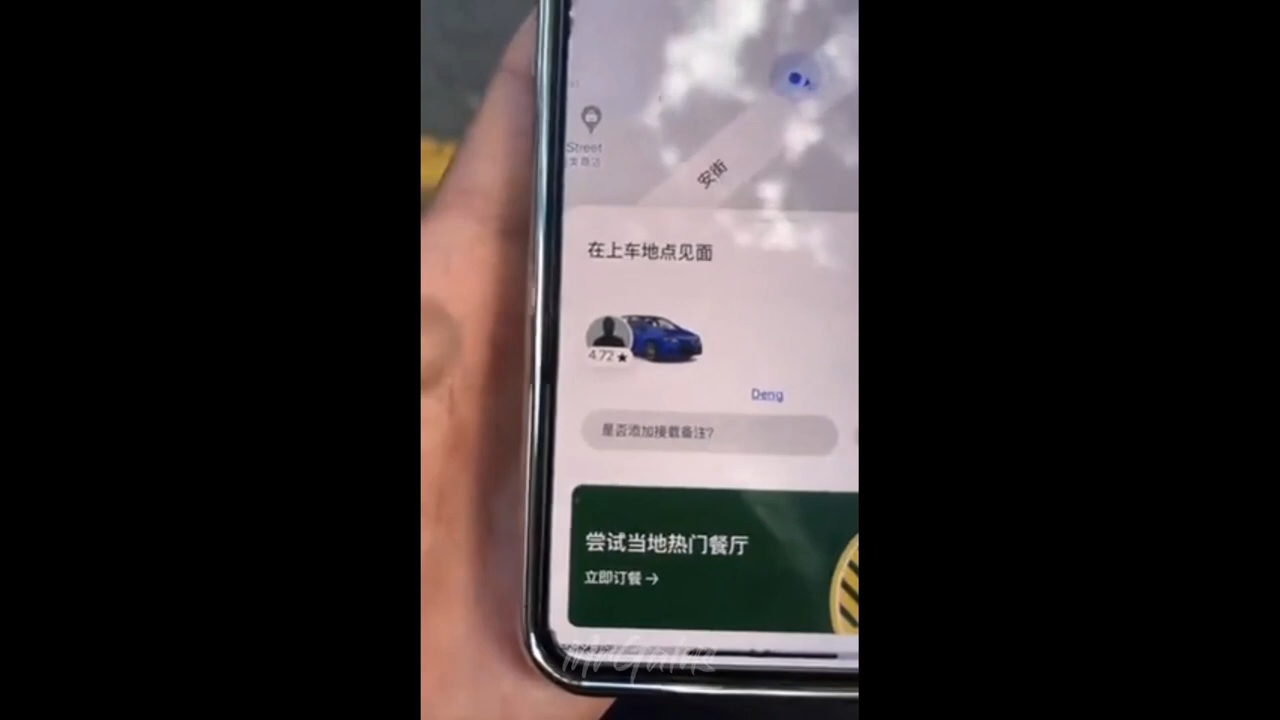 Street
安街
在上车地点见面
4.72★
Deng
是否添加接载备注?
尝试当地热门餐厅
立即订餐→